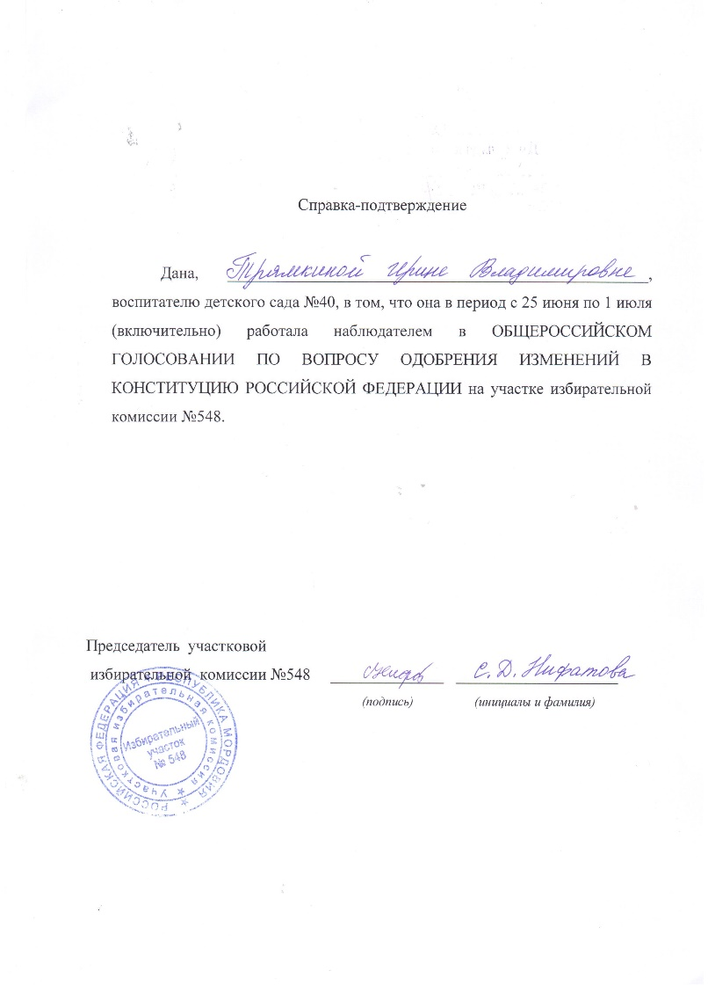 Справка-подтверждение
Дана, Трямкиной Ирине Владимировне,
воспитателю детского сада №40, в том, что она в период с 25 июня по 1 июля
(включительно) работала наблюдателем в ОБЩЕРОССИЙСКОМ
ГОЛОСОВАНИИ ПО ВОПРОСУ ОДОБРЕНИЯ ИЗМЕНЕНИЙ В
КОНСТИТУЦИЮ РОССИЙСКОЙ ФЕДЕРАЦИИ на участке избирательной
комиссии №548.
Председатель участковой
избирательной комиссии №548 С.Д. Нифатова
(подпись) (инициалы и фамилия)
РОССИЙСКАЯ ФЕДЕРАЦИЯ РЕСПУБЛИКА МОРДОВИЯ
Участковая избирательная комиссия
Избирательный
участок
№ 548